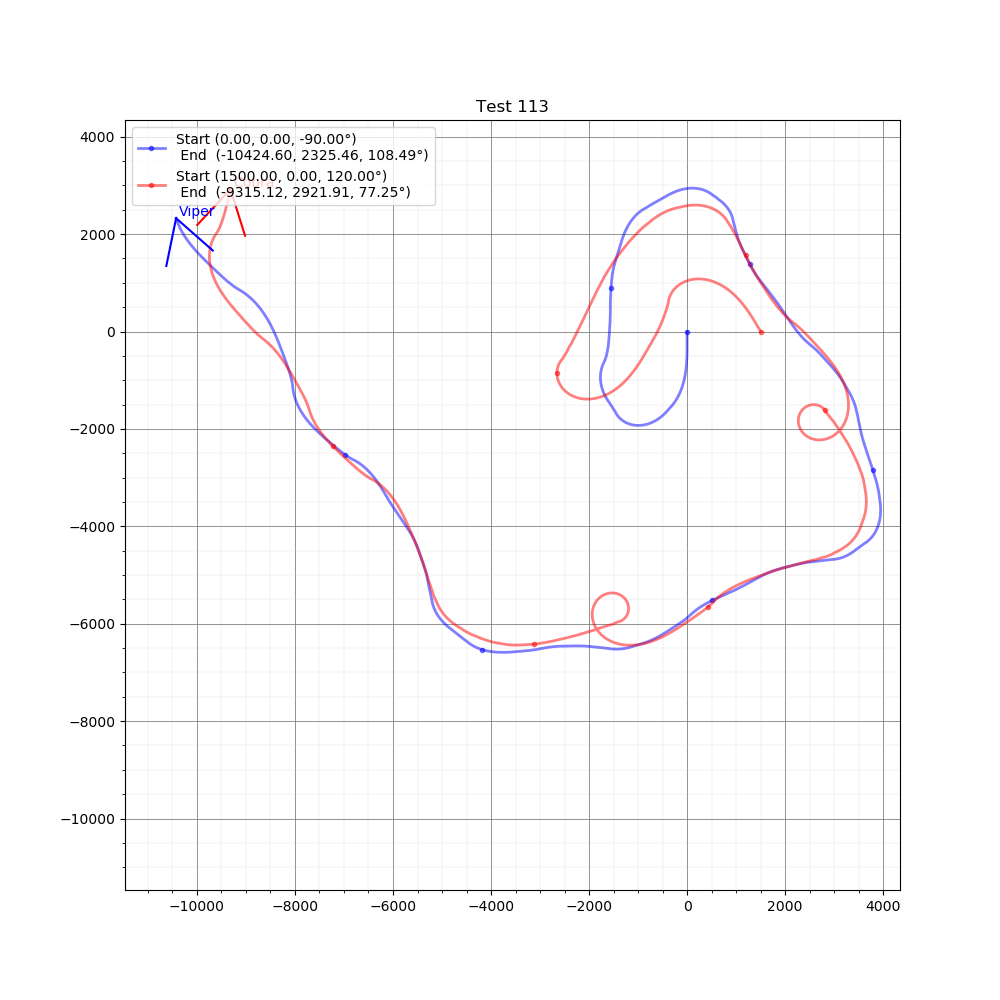 Test 113
Start (0.00, 0.00, -90.00°)
End (-10424.60, 2325.46, 108.49°)
Start (1500.00, 0.00, 120.00°)
End (-9315.12, 2921.91, 77.25°)
Viper
4000
2000
0
−2000
−4000
−6000
−8000
−10000
−10000 −8000 −6000 −4000 −2000 0 2000 4000